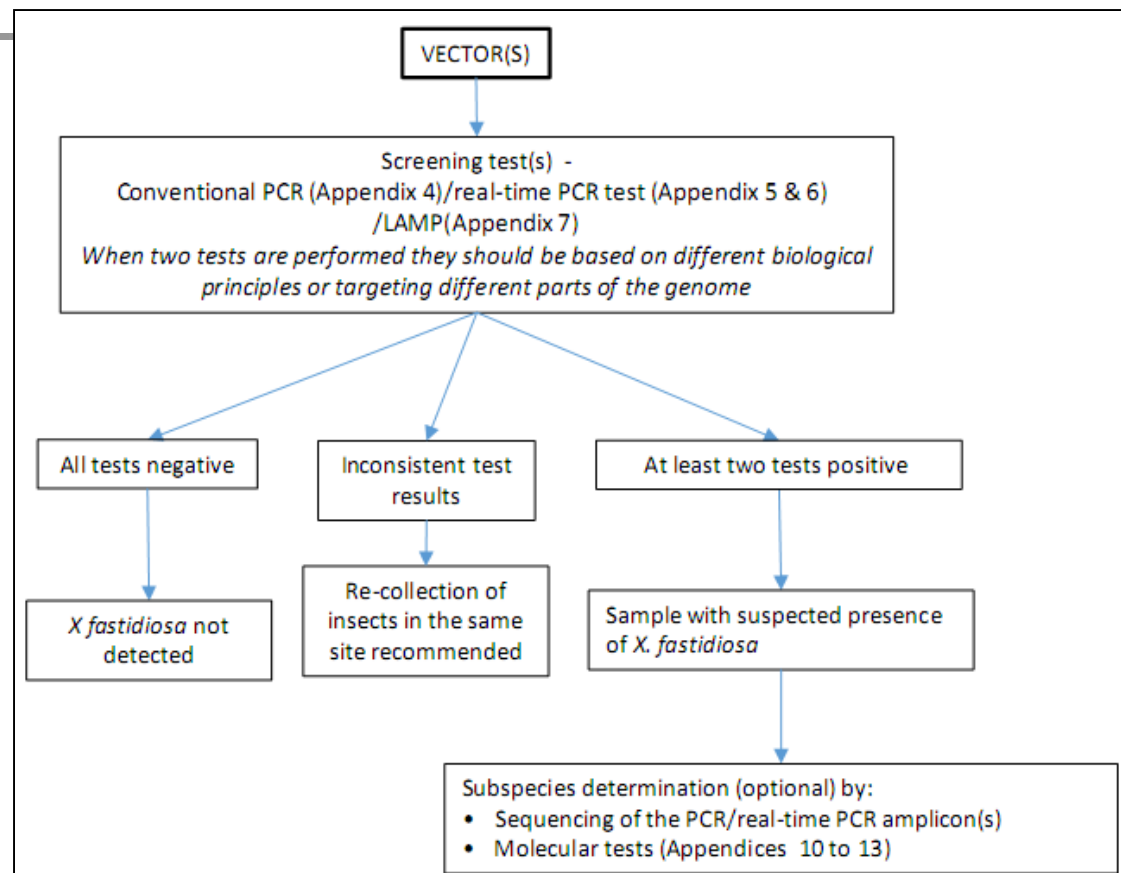 VECTOR(S)
Screening test(s) -
Conventional PCR (Appendix 4)/real-time PCR test (Appendix 5 & 6)
/LAMP(Appendix 7)
When two tests are performed they should be based on different biological
principles or targeting different parts of the genome
All tests negative
Inconsistent test
results
At least two tests positive
X fastidiosa not
detected
Re-collection of
insects in the same
site recommended
Sample with suspected presence
of X. fastidiosa
Subspecies determination (optional) by:
• Sequencing of the PCR/real-time PCR amplicon(s)
• Molecular tests (Appendices 10 to 13)